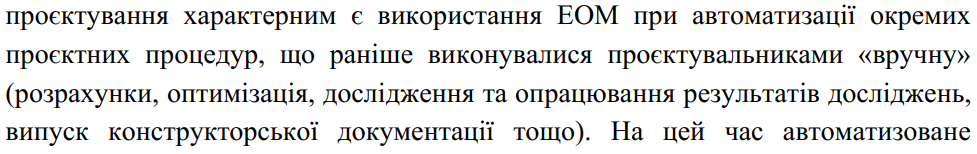 проєктування характерним є використання ЕОМ при автоматизації окремих
проєктних процедур, що раніше виконувалися проєктувальниками «вручну»
(розрахунки, оптимізація, дослідження та опрацювання результатів досліджень,
випуск конструкторської документації тощо). На цей час автоматизоване